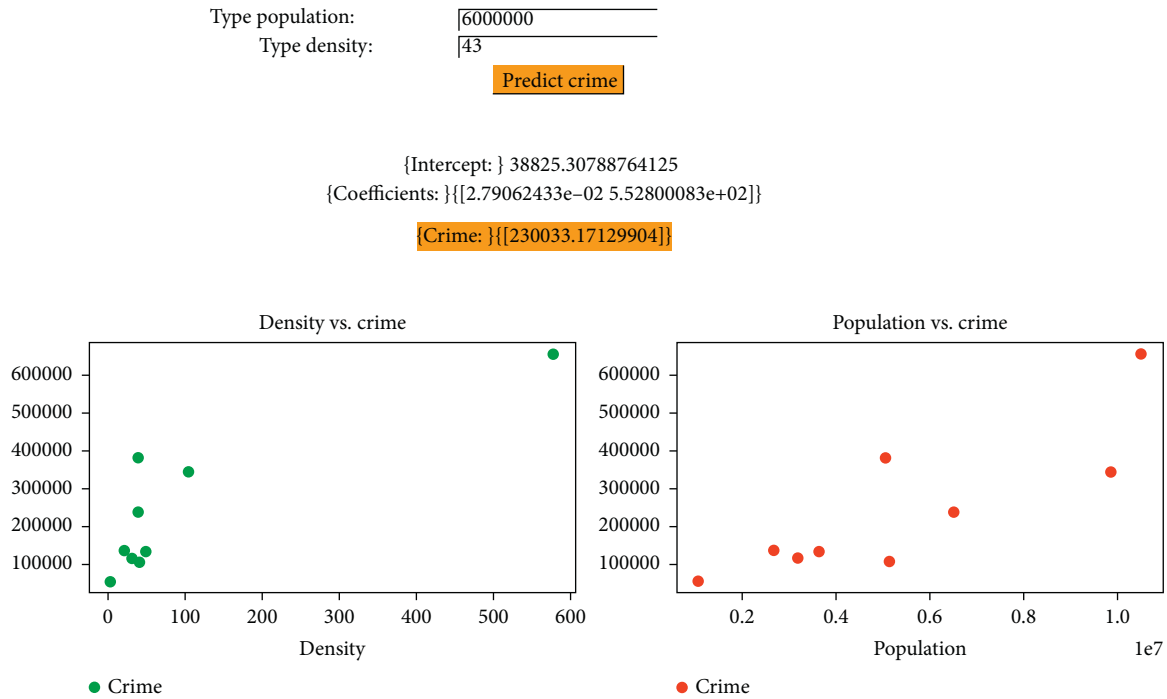 Type population: 6000000
Type density: 43
Predict crime
{Intercept: } 38825.30788764125
{Coefficients: }{[2.79062433e–02 5.52800083e+02]}
{Crime: }{[230033.17129904]}
Density vs. crime
600000
500000
400000
300000
200000
100000
0 100 200 300 400 500 600
Density
Crime
Population vs. crime
600000
500000
400000
300000
200000
100000
0.2 0.4 0.6 0.8 1.0
Population 1e7
Crime